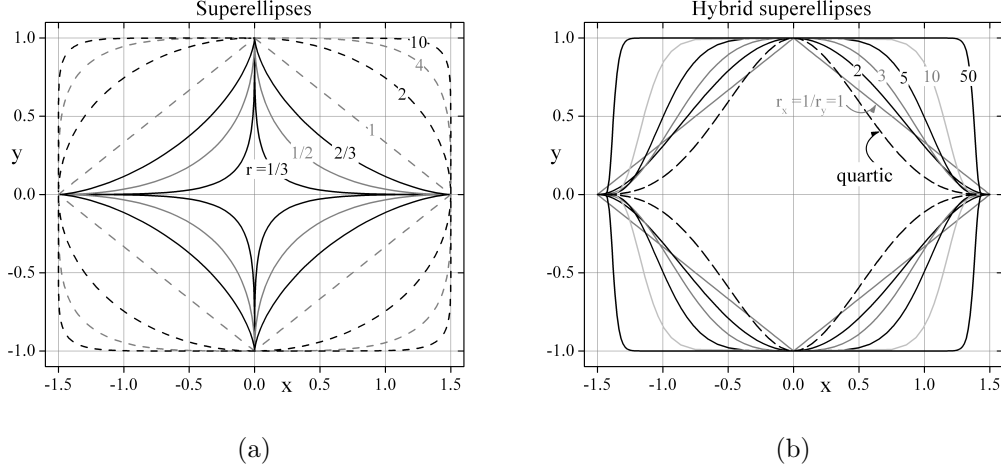 Superellipses
1.0
0.5
0.0
-0.5
-1.0
y
-1.5 -1.0 -0.5 0.0 0.5 1.0 1.5
x
10
4
2
1
2/3
1/2
r =1/3
(a)
Hybrid superellipses
1.0
0.5
0.0
-0.5
-1.0
y
-1.5 -1.0 -0.5 0.0 0.5 1.0 1.5
x
2 3 5 10 50
r_x=1/r_y=1
quartic
(b)